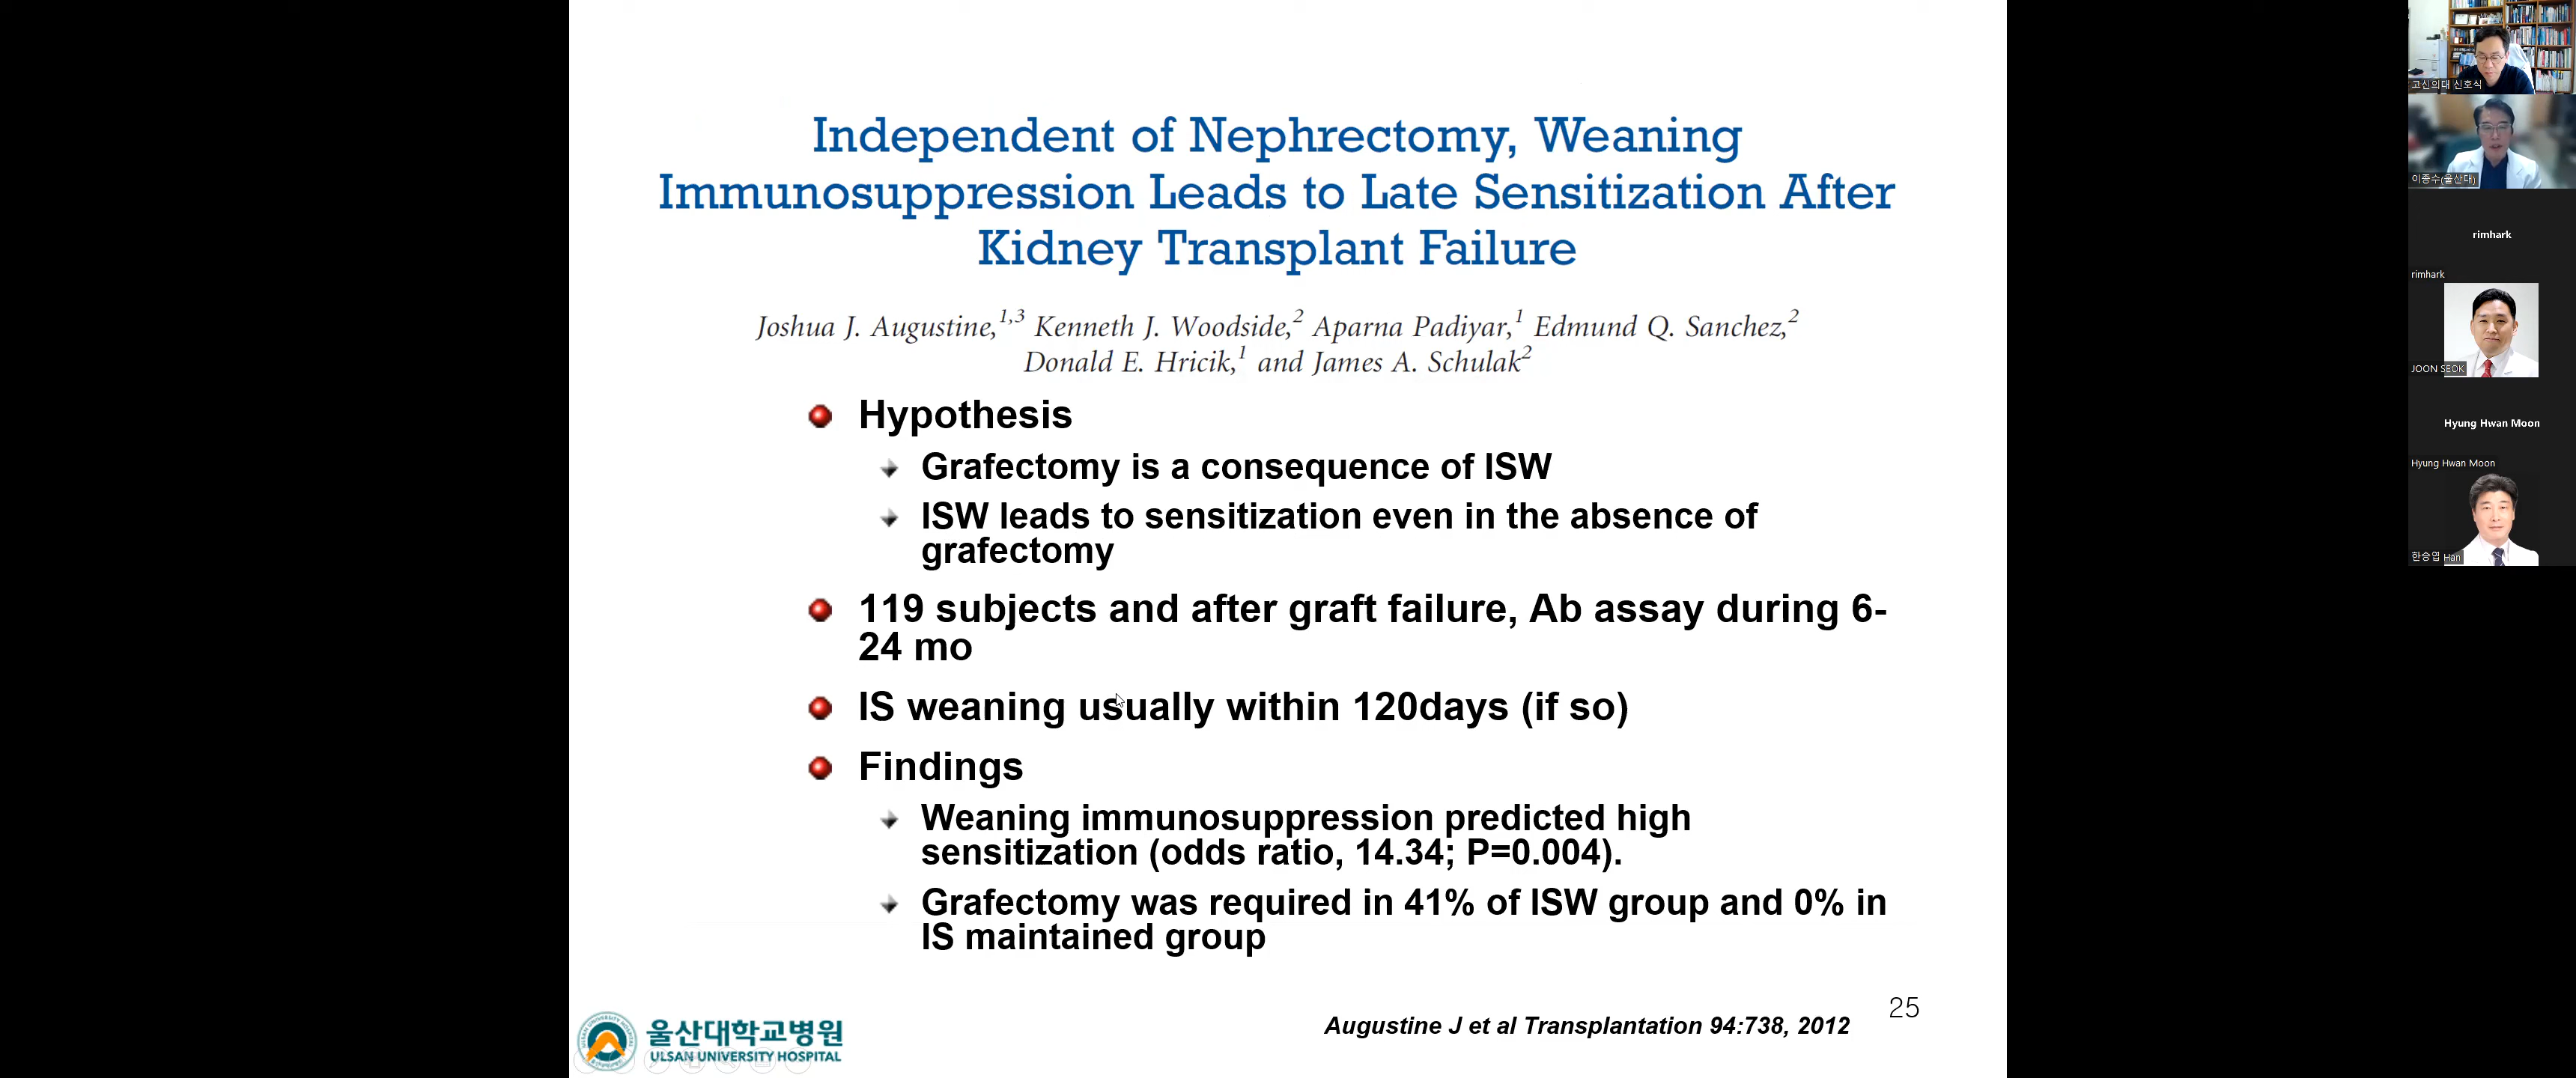 Independent of Nephrectomy, Weaning
Immunosuppression Leads to Late Sensitization After
Kidney Transplant Failure
Joshua J. Augustine,1,3 Kenneth J. Woodside,2 Aparna Padiyar,1 Edmund Q. Sanchez,2
Donald E. Hricik,1 and James A. Schulak2
Hypothesis
Grafectomy is a consequence of ISW
ISW leads to sensitization even in the absence of
grafectomy
119 subjects and after graft failure, Ab assay during 6-
24 mo
IS weaning usually within 120days (if so)
Findings
Weaning immunosuppression predicted high
sensitization (odds ratio, 14.34; P=0.004).
Grafectomy was required in 41% of ISW group and 0% in
IS maintained group
25
Augustine J et al Transplantation 94:738, 2012
울산대학교병원
ULSAN UNIVERSITY HOSPITAL
고신의대 신호식
이종수(울산대)
rimhark
rimhark
JOON SEOK
Hyung Hwan Moon
Hyung Hwan Moon
한승엽 Han